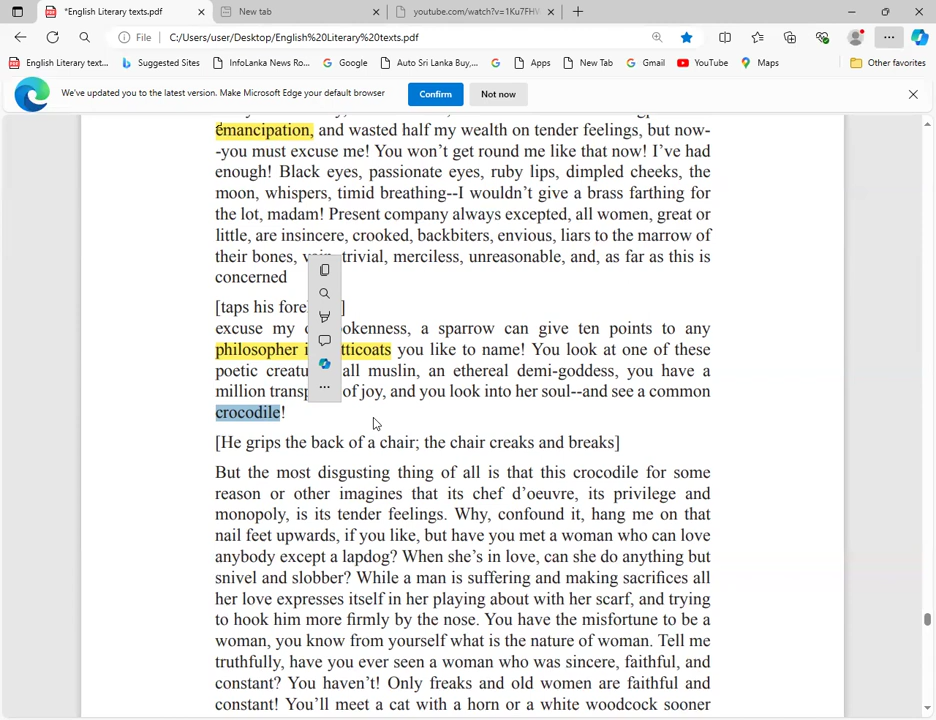 *English Literary texts.pdf
New tab
youtube.com/watch?v=1Ku7FHV
File
C:/Users/user/Desktop/English%20Literary%20texts.pdf
English Literary text...
Suggested Sites
InfoLanka News Ro...
Google
Auto Sri Lanka Buy,...
Apps
New Tab
Gmail
YouTube
Maps
Other favorites
We've updated you to the latest version. Make Microsoft Edge your default browser
Confirm
Not now
emancipation, and wasted half my wealth on tender feelings, but now-
-you must excuse me! You won't get round me like that now! I've had
enough! Black eyes, passionate eyes, ruby lips, dimpled cheeks, the
moon, whispers, timid breathing--I wouldn't give a brass farthing for
the lot, madam! Present company always excepted, all women, great or
little, are insincere, crooked, backbiters, envious, liars to the marrow of
their bones, vain, trivial, merciless, unreasonable, and, as far as this is
concerned
[taps his fore ]
excuse my okenness, a sparrow can give ten points to any
philosopher i tticoats you like to name! You look at one of these
poetic creatu all muslin, an ethereal demi-goddess, you have a
million transp of joy, and you look into her soul--and see a common
crocodile!
[He grips the back of a chair; the chair creaks and breaks]
But the most disgusting thing of all is that this crocodile for some
reason or other imagines that its chef d'oeuvre, its privilege and
monopoly, is its tender feelings. Why, confound it, hang me on that
nail feet upwards, if you like, but have you met a woman who can love
anybody except a lapdog? When she's in love, can she do anything but
snivel and slobber? While a man is suffering and making sacrifices all
her love expresses itself in her playing about with her scarf, and trying
to hook him more firmly by the nose. You have the misfortune to be a
woman, you know from yourself what is the nature of woman. Tell me
truthfully, have you ever seen a woman who was sincere, faithful, and
constant? You haven't! Only freaks and old women are faithful and
constant! You'll meet a cat with a horn or a white woodcock sooner